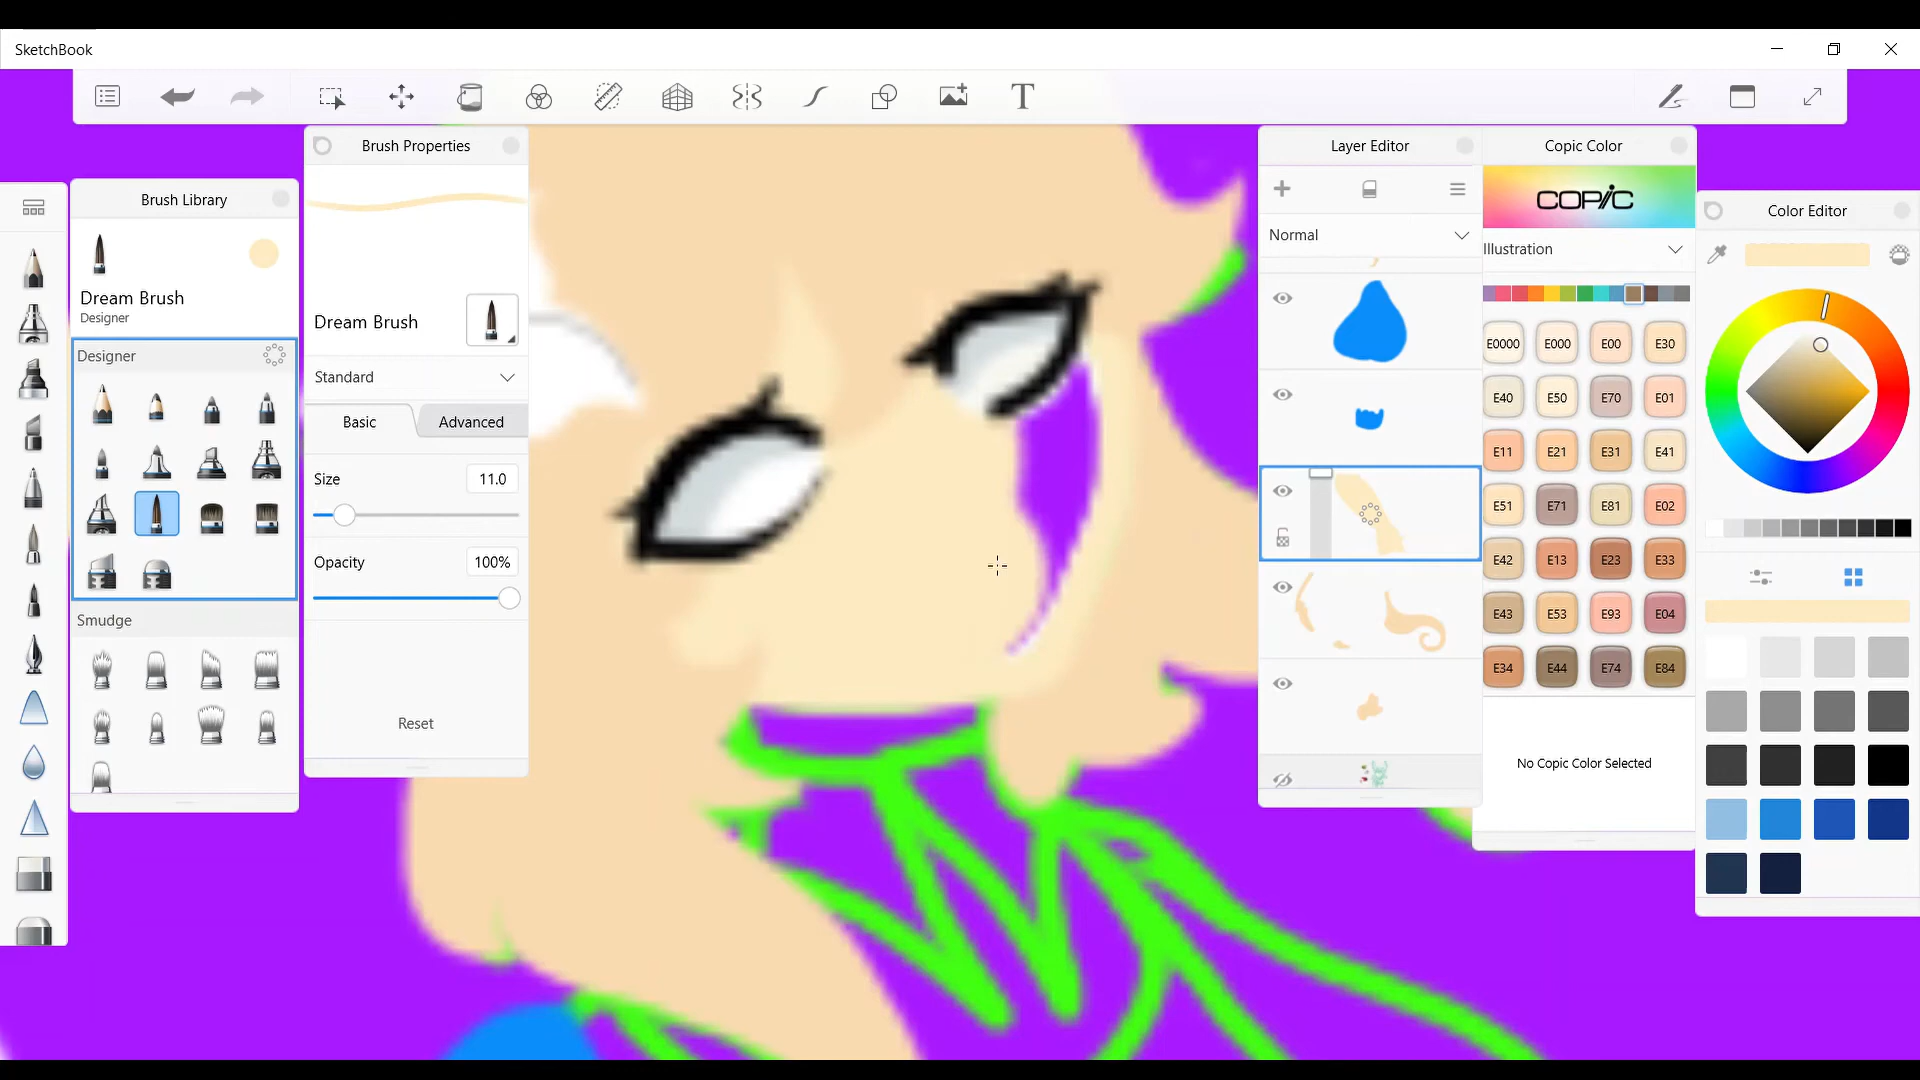 SketchBook
T
Brush Library
Dream Brush
Designer
Designer
Smudge
Brush Properties
Dream Brush
Standard
Basic
Advanced
Size
11.0
Opacity
100%
Reset
Layer Editor
Normal
Copic Color
COPIC
Illustration
E0000 E000 E00 E30
E40 E50 E70 E01
E11 E21 E31 E41
E51 E71 E81 E02
E42 E13 E23 E33
E43 E53 E93 E04
E34 E44 E74 E84
No Copic Color Selected
Color Editor